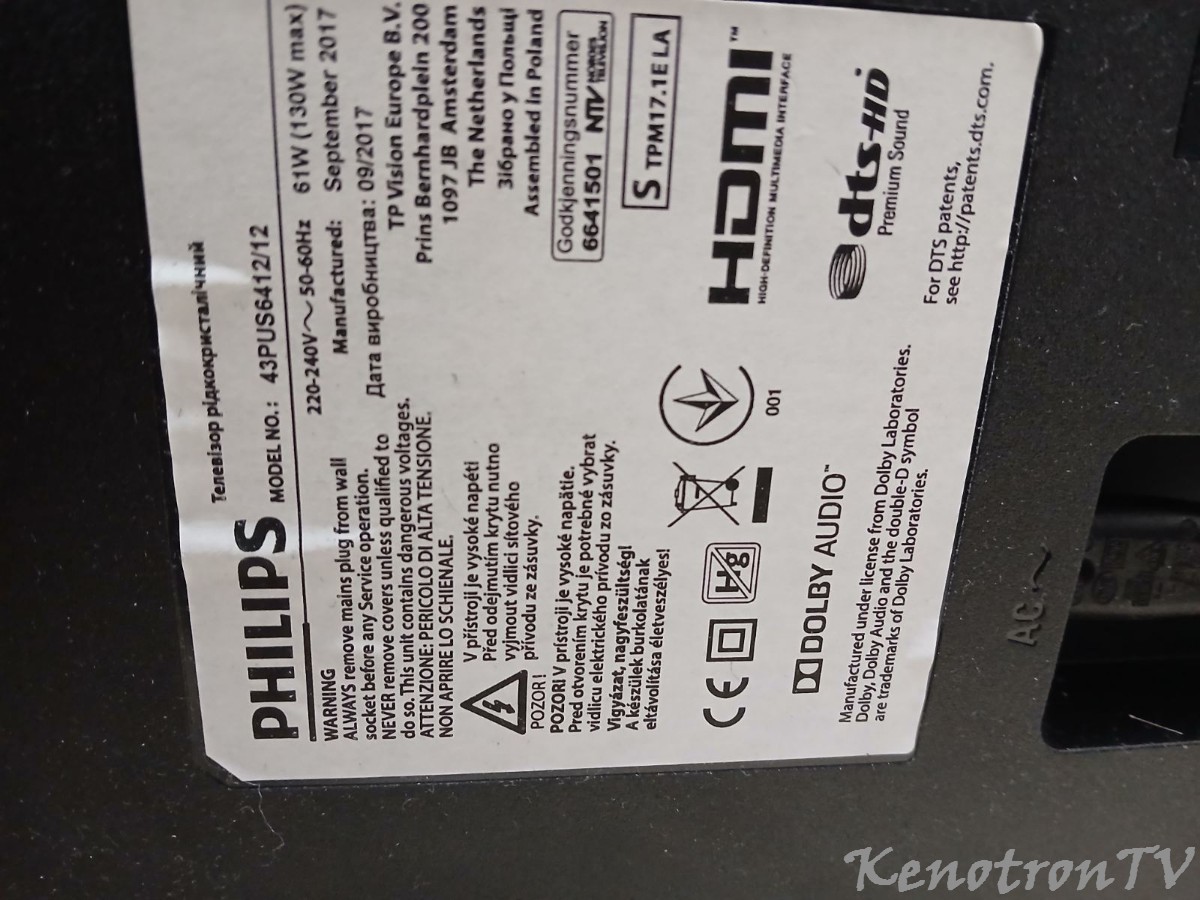 Телевізор рідкокристалічний
PHILIPS
MODEL NO.: 43PUS6412/12
220-240V~ 50-60Hz 61W (130W max)
Manufactured: September 2017
Дата виробництва: 09/2017
TP Vision Europe B.V.
Prins Bernhardplein 200
1097 JB Amsterdam
The Netherlands
Зібрано у Польщі
Assembled in Poland
WARNING
ALWAYS remove mains plug from wall
socket before any Service operation.
NEVER remove covers unless qualified to
do so. This unit contains dangerous voltages.
ATTENZIONE: PERICOLO DI ALTA TENSIONE.
NON APRIRE LO SCHIENALE.
V přístroji je vysoké napětí
Před odejmutím krytu nutno
vyjmout vidlici síťového
přívodu ze zásuvky.
POZOR!
POZOR! V prístroji je vysoké napätie.
Pred otvorením krytu je potrebné vybrat
vidlicu elektrického prívodu zo zásuvky.
Vigyázat, nagyfeszültség!
A készülek burkolatának
eltávolítása életveszélyes!
Godkjenningsnummer
6641501 NTV NORDES TELEVISION
S TPM17.1E LA
CE
Hg
001
HDMI™
HIGH-DEFINITION MULTIMEDIA INTERFACE
DOLBY AUDIO™
dts-HD
Premium Sound
Manufactured under license from Dolby Laboratories.
Dolby, Dolby Audio and the double-D symbol
are trademarks of Dolby Laboratories.
For DTS patents,
see http://patents.dts.com.
AC ~
KenotronTV